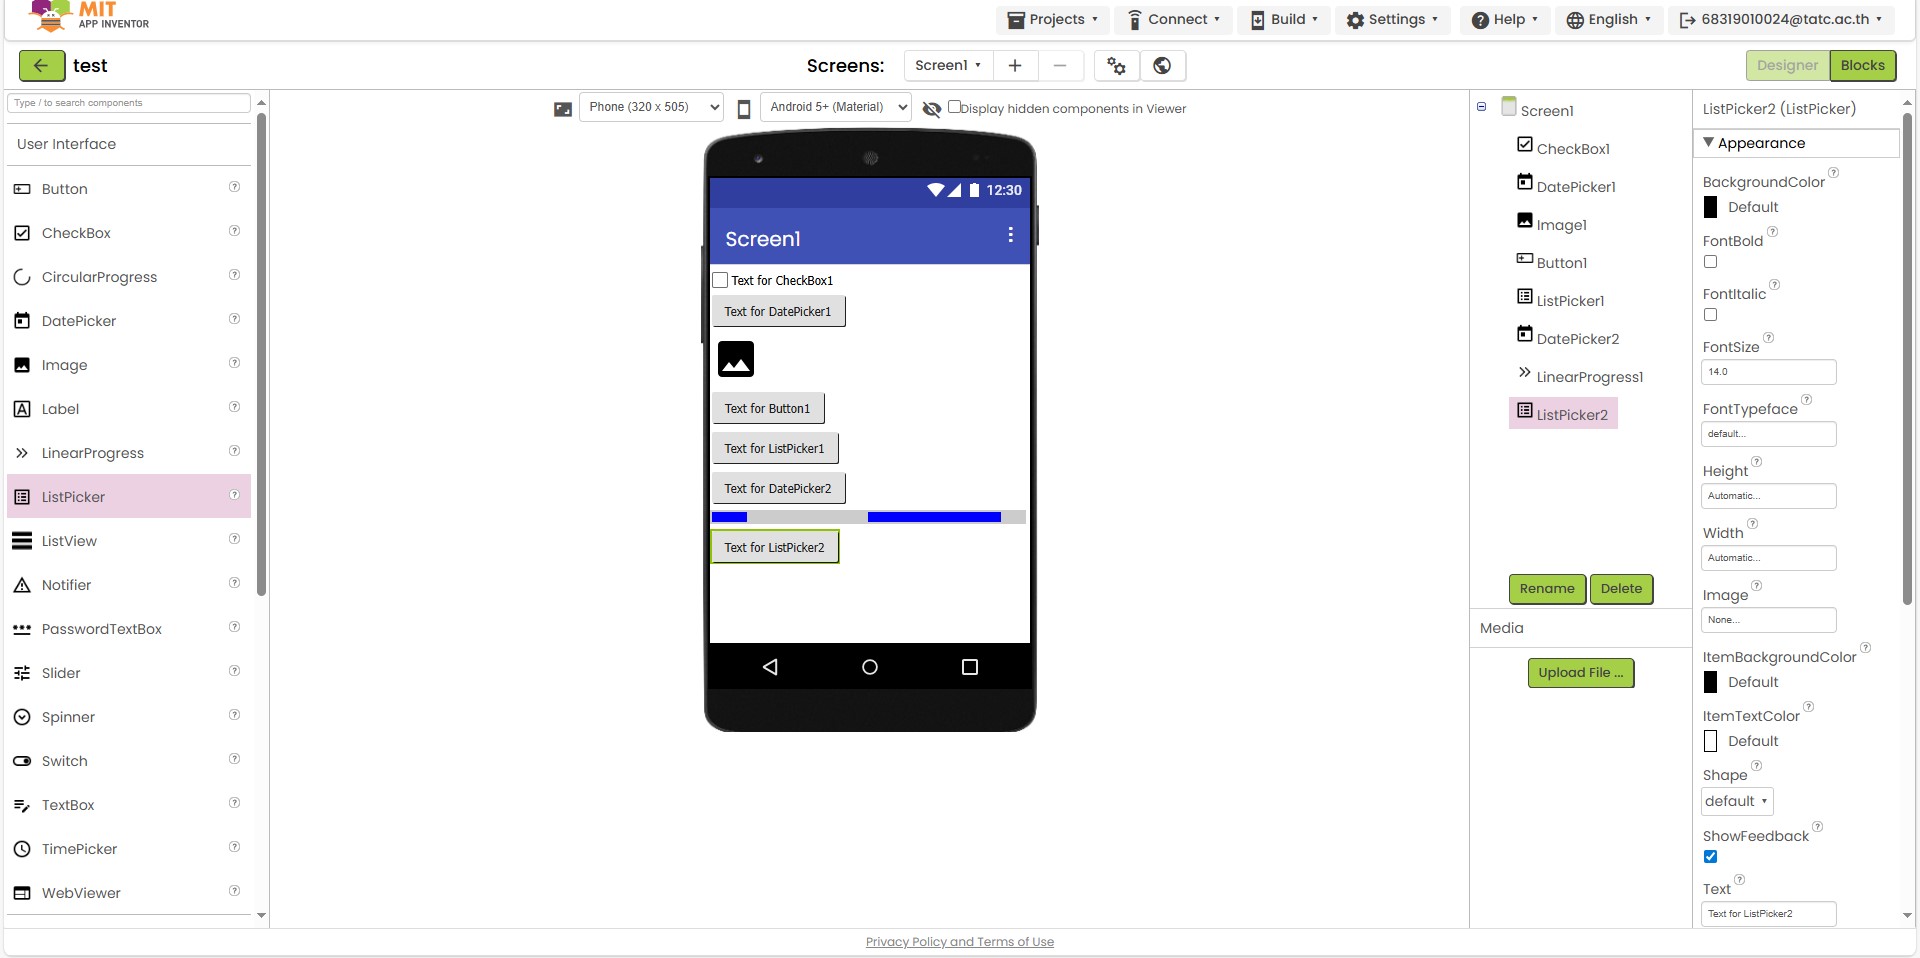 MIT
APP INVENTOR
Projects
Connect
Build
Settings
Help
English
68319010024@tatc.ac.th
test
Screens:
Screen1
Designer
Blocks
Type / to search components
User Interface
Button
CheckBox
CircularProgress
DatePicker
Image
Label
LinearProgress
ListPicker
ListView
Notifier
PasswordTextBox
Slider
Spinner
Switch
TextBox
TimePicker
WebViewer
Phone (320 x 505)
Android 5+ (Material)
Display hidden components in Viewer
12:30
Screen1
Text for CheckBox1
Text for DatePicker1
Text for Button1
Text for ListPicker1
Text for DatePicker2
Text for ListPicker2
Screen1
CheckBox1
DatePicker1
Image1
Button1
ListPicker1
DatePicker2
LinearProgress1
ListPicker2
Rename
Delete
Media
Upload File ...
ListPicker2 (ListPicker)
Appearance
BackgroundColor
Default
FontBold
FontItalic
FontSize
14.0
FontTypeface
default...
Height
Automatic...
Width
Automatic...
Image
None...
ItemBackgroundColor
Default
ItemTextColor
Default
Shape
default
ShowFeedback
Text
Text for ListPicker2
Privacy Policy and Terms of Use